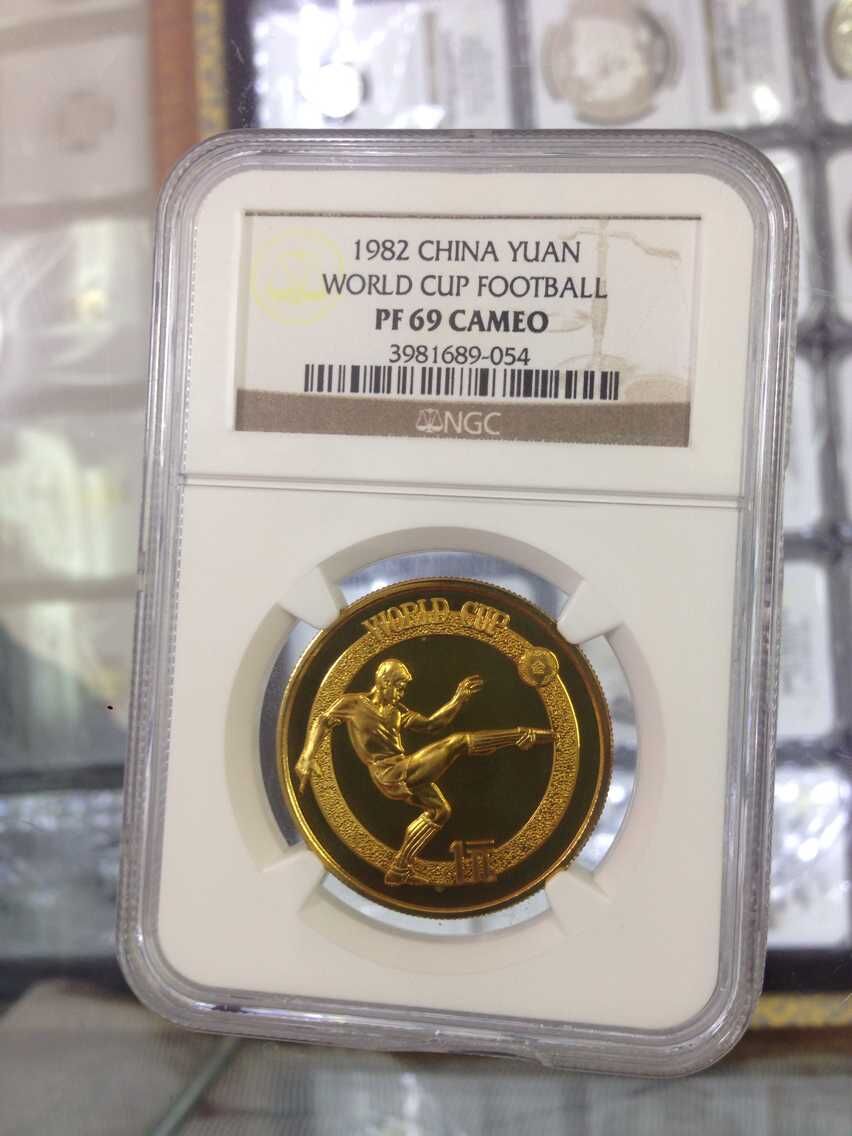 1982 CHINA YUAN
WORLD CUP FOOTBALL
PF 69 CAMEO
3981689-054
NGC
WORLD CUP
1元